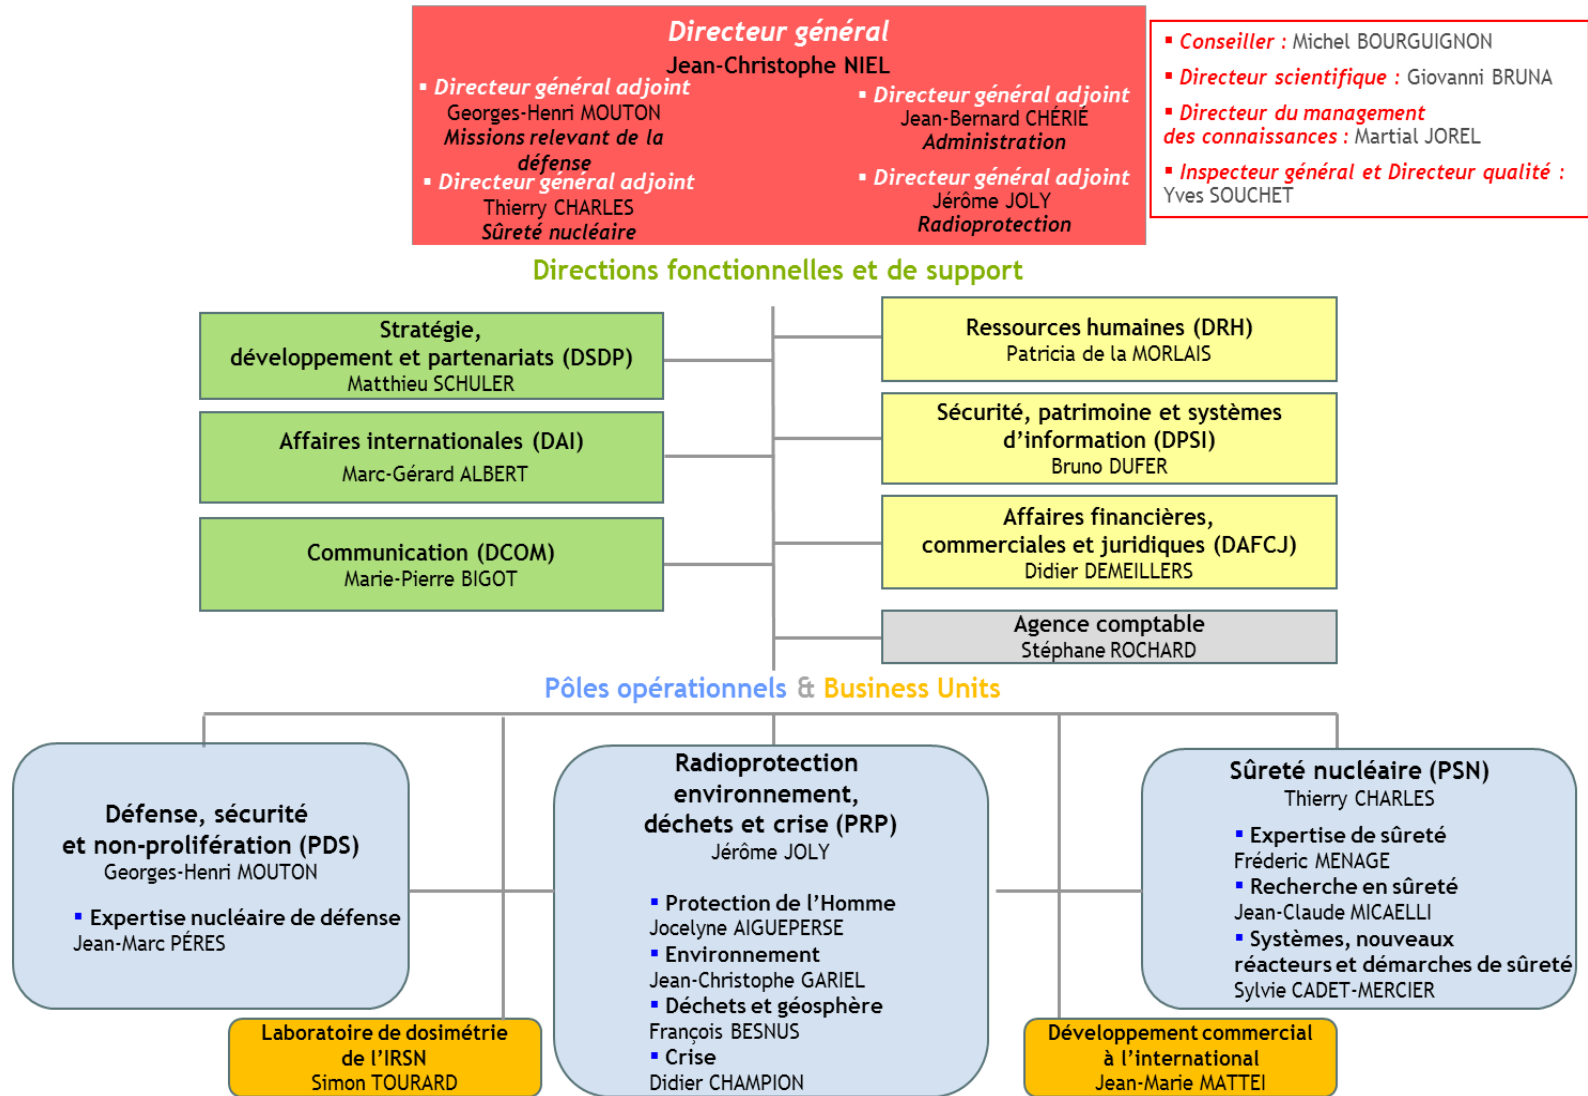 Directeur général
Jean-Christophe NIEL
▪ Directeur général adjoint
Georges-Henri MOUTON
Missions relevant de la
défense
▪ Directeur général adjoint
Thierry CHARLES
Sûreté nucléaire
▪ Directeur général adjoint
Jean-Bernard CHÉRIÉ
Administration
▪ Directeur général adjoint
Jérôme JOLY
Radioprotection
▪ Conseiller : Michel BOURGUIGNON
▪ Directeur scientifique : Giovanni BRUNA
▪ Directeur du management
des connaissances : Martial JOREL
▪ Inspecteur général et Directeur qualité :
Yves SOUCHET
Directions fonctionnelles et de support
Stratégie,
développement et partenariats (DSDP)
Matthieu SCHULER
Affaires internationales (DAI)
Marc-Gérard ALBERT
Communication (DCOM)
Marie-Pierre BIGOT
Ressources humaines (DRH)
Patricia de la MORLAIS
Sécurité, patrimoine et systèmes
d'information (DPSI)
Bruno DUFER
Affaires financières,
commerciales et juridiques (DAFCJ)
Didier DEMEILLERS
Agence comptable
Stéphane ROCHARD
Pôles opérationnels & Business Units
Défense, sécurité
et non-prolifération (PDS)
Georges-Henri MOUTON
▪ Expertise nucléaire de défense
Jean-Marc PÉRES
Radioprotection
environnement,
déchets et crise (PRP)
Jérôme JOLY
▪ Protection de l'Homme
Jocelyne AIGUEPERSE
▪ Environnement
Jean-Christophe GARIEL
▪ Déchets et géosphère
François BESNUS
▪ Crise
Didier CHAMPION
Sûreté nucléaire (PSN)
Thierry CHARLES
▪ Expertise de sûreté
Fréderic MENAGE
▪ Recherche en sûreté
Jean-Claude MICAELLI
▪ Systèmes, nouveaux
réacteurs et démarches de sûreté
Sylvie CADET-MERCIER
Laboratoire de dosimétrie
de l'IRSN
Simon TOURARD
Développement commercial
à l'international
Jean-Marie MATTEI